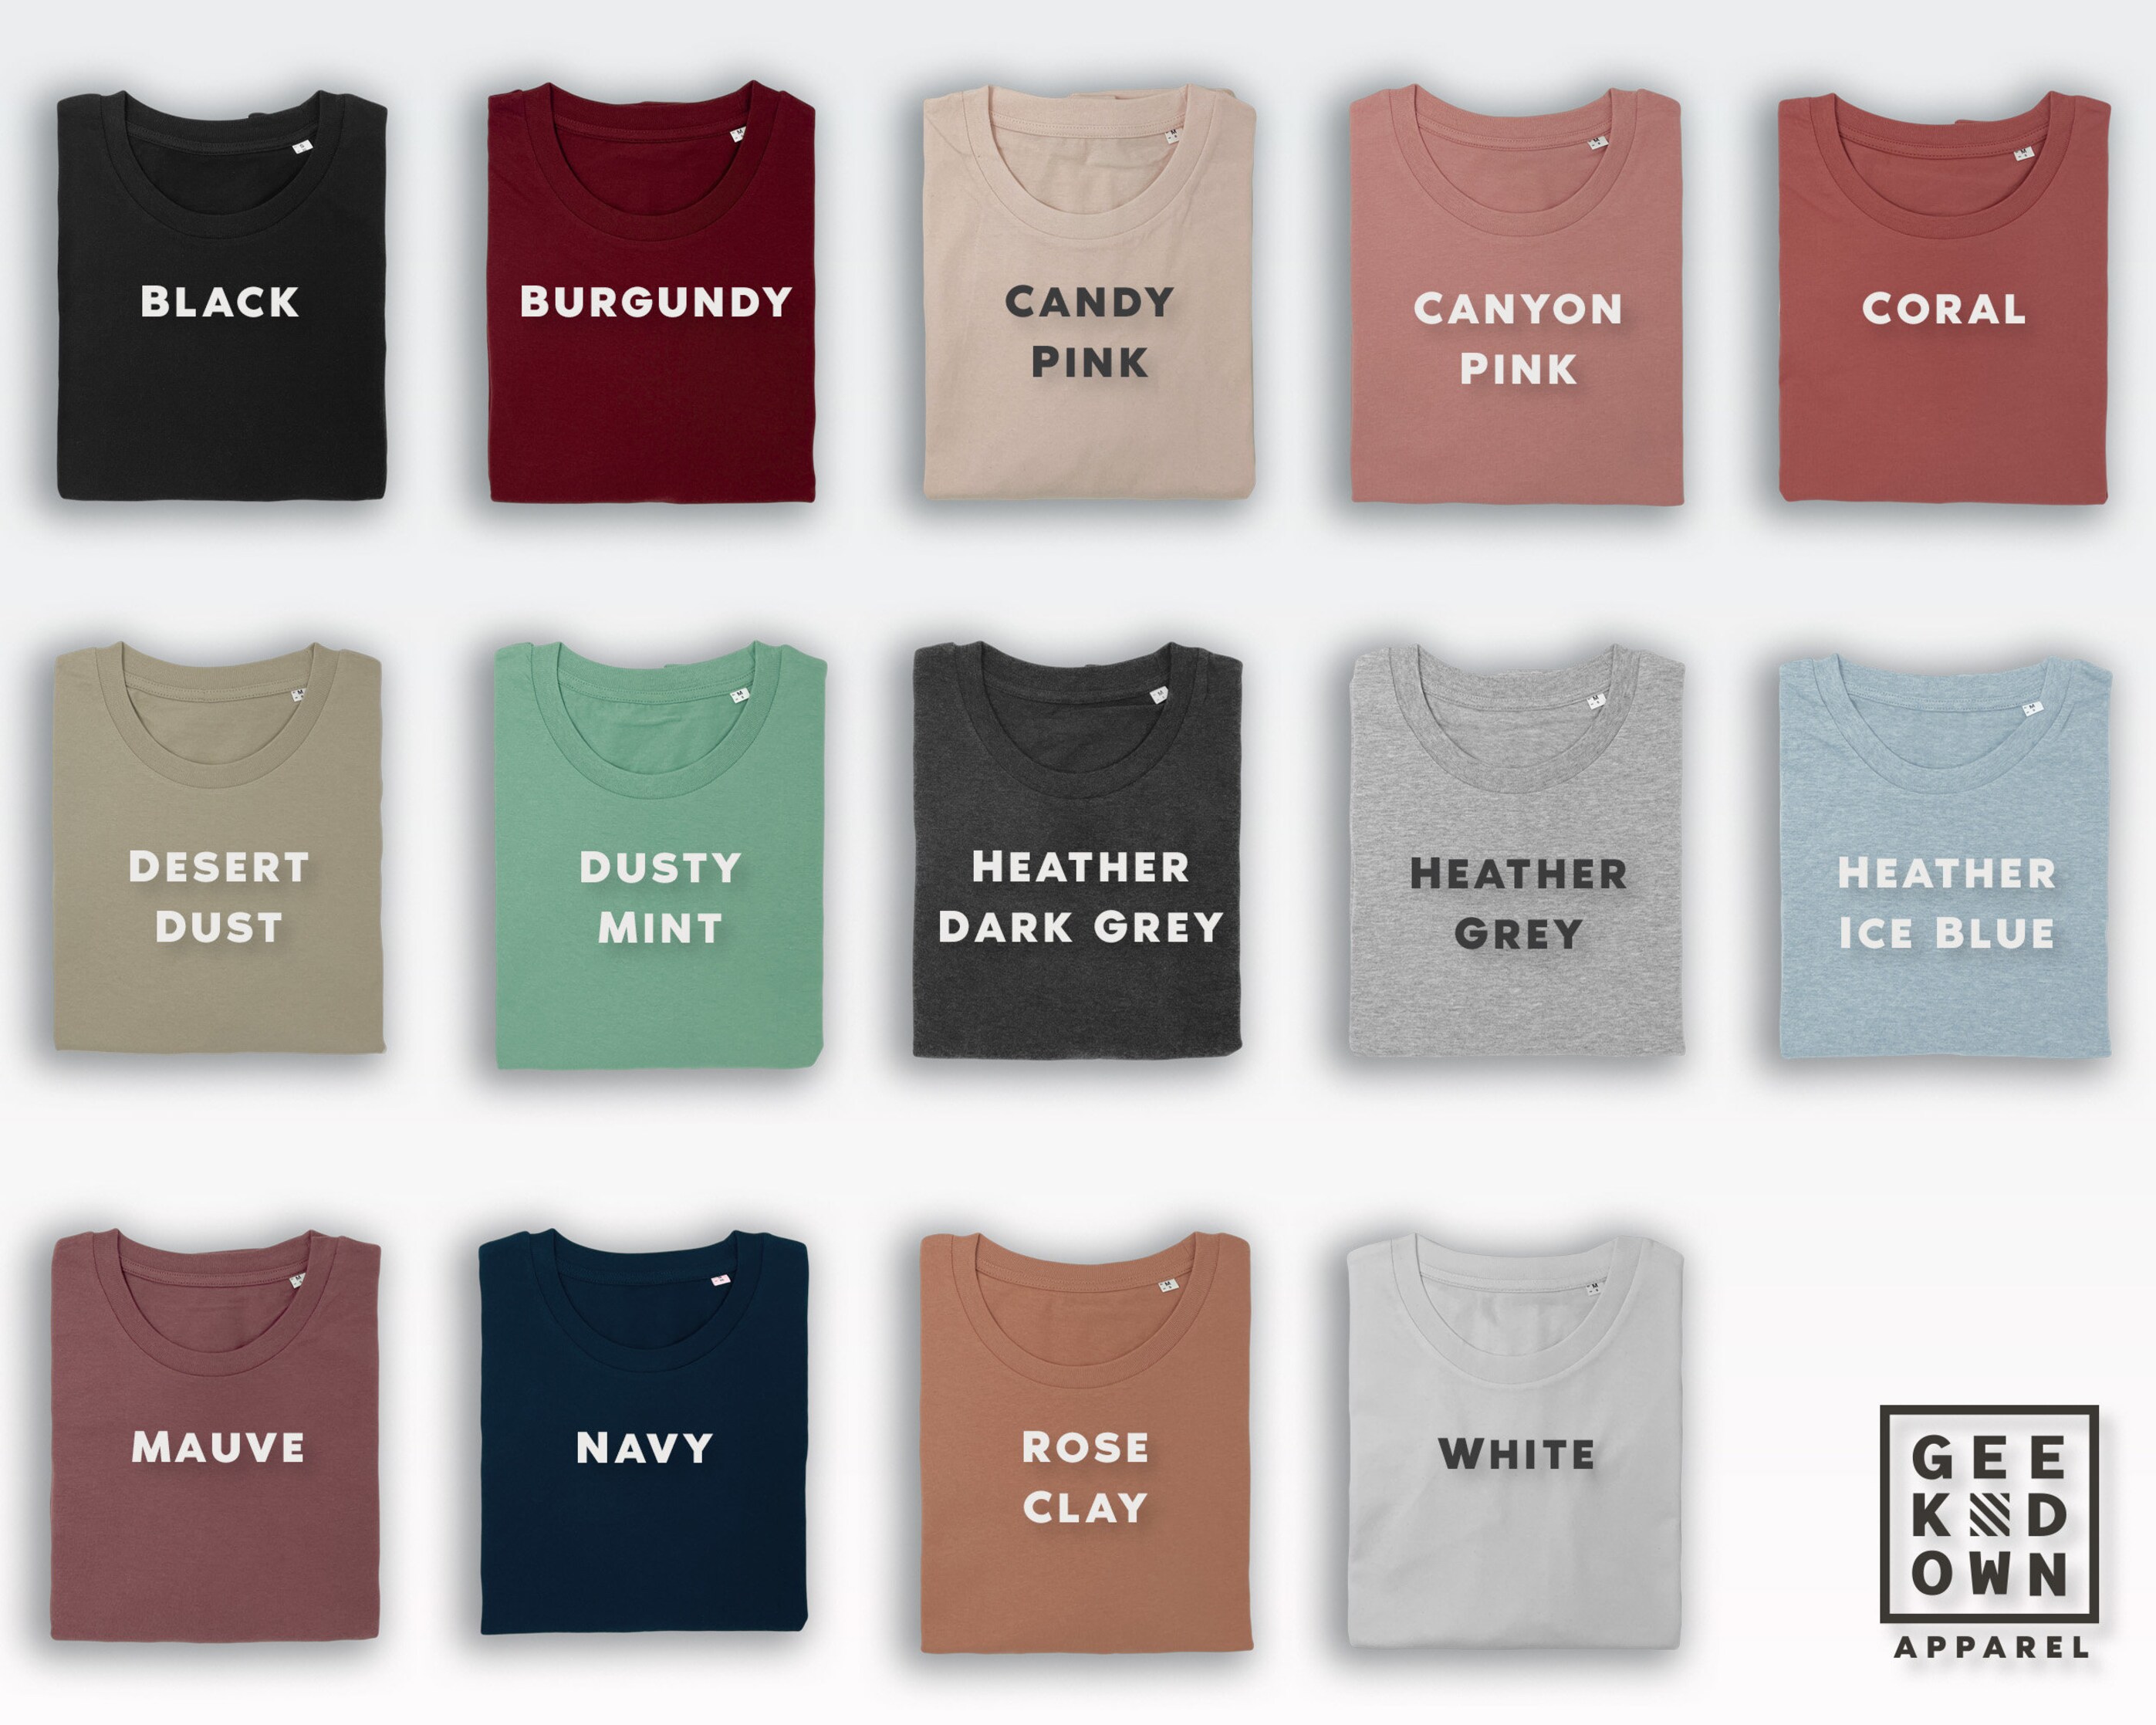 BLACK
BURGUNDY
CANDY
PINK
CANYON
PINK
CORAL
DESERT
DUST
DUSTY
MINT
HEATHER
DARK GREY
HEATHER
GREY
HEATHER
ICE BLUE
MAUVE
NAVY
ROSE
CLAY
WHITE
GEE
K D
OWN
APPAREL